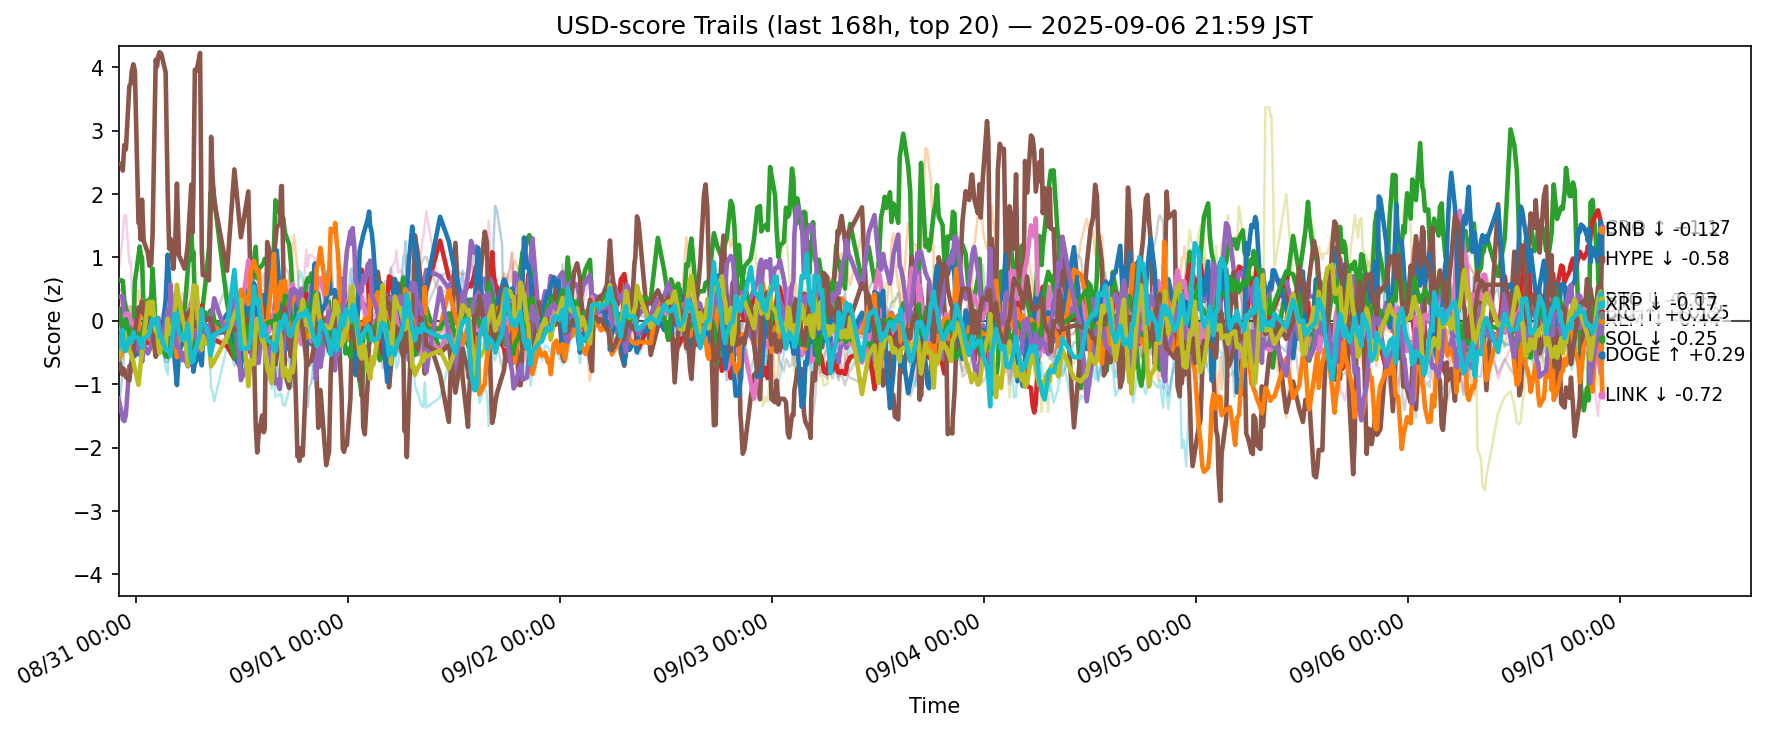 USD-score Trails (last 168h, top 20) — 2025-09-06 21:59 JST
Score (z)
4
3
2
1
0
−1
−2
−3
−4
BNB ↓ -0.12
HYPE ↓ -0.58
XRP ↓ -0.17
SOL ↓ -0.25
DOGE ↑ +0.29
LINK ↓ -0.72
08/31 00:00
09/01 00:00
09/02 00:00
09/03 00:00
09/04 00:00
09/05 00:00
09/06 00:00
09/07 00:00
Time